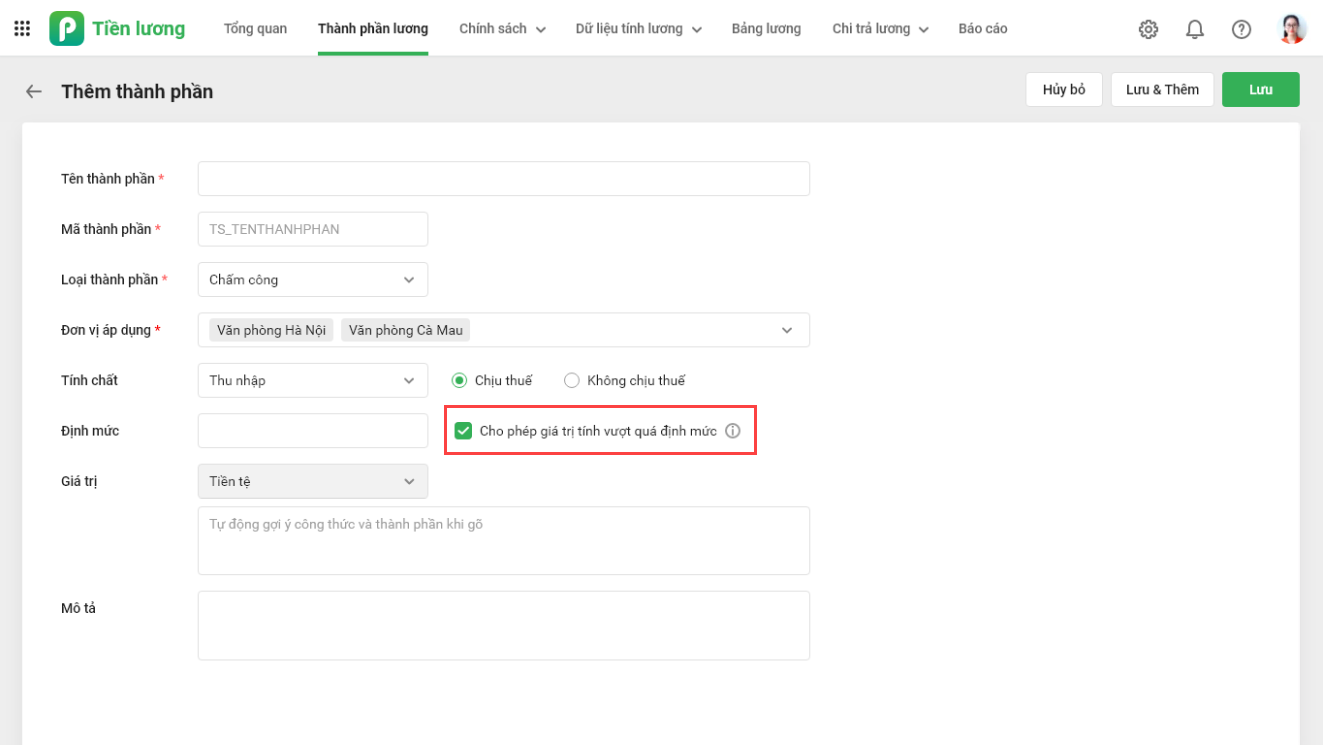 Tiền lương Tổng quan Thành phần lương Chính sách Dữ liệu tính lương Bảng lương Chi trả lương Báo cáo
Thêm thành phần Hủy bỏ Lưu & Thêm Lưu
Tên thành phần *
Mã thành phần * TS_TENTHANHPHAN
Loại thành phần * Chấm công
Đơn vị áp dụng * Văn phòng Hà Nội Văn phòng Cà Mau
Tính chất Thu nhập Chịu thuế Không chịu thuế
Định mức Cho phép giá trị tính vượt quá định mức
Giá trị Tiền tệ
Tự động gợi ý công thức và thành phần khi gõ
Mô tả